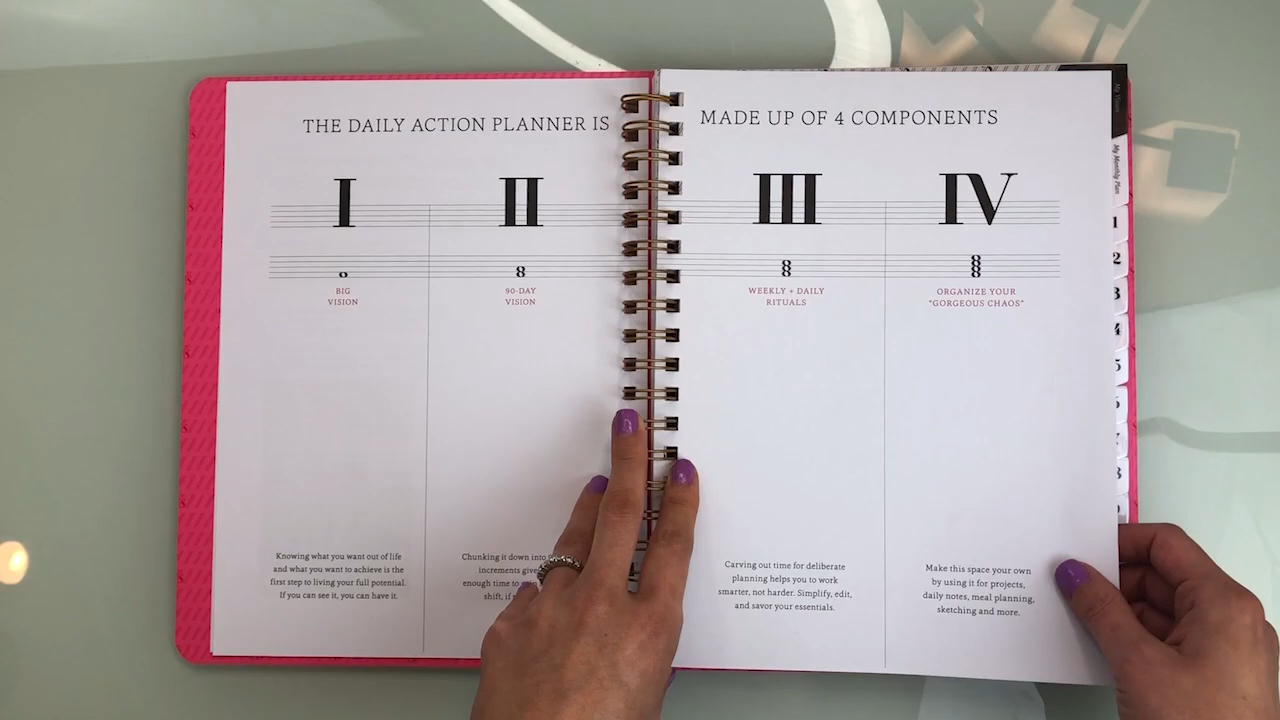 THE DAILY ACTION PLANNER IS MADE UP OF 4 COMPONENTS
I
BIG
VISION
Knowing what you want out of life
and what you want to achieve is the
first step to living your full potential.
If you can see it, you can have it.
II
90-DAY
VISION
Chunking it down into
increments
enough time to
shift, if
III
WEEKLY + DAILY
RITUALS
Carving out time for deliberate
planning helps you to work
smarter, not harder. Simplify, edit,
and savor your essentials.
IV
ORGANIZE YOUR
"GORGEOUS CHAOS"
Make this space your own
by using it for projects,
daily notes, meal planning,
sketching and more.
My Monthly Plan
1
2
3
4
5
6
7
8